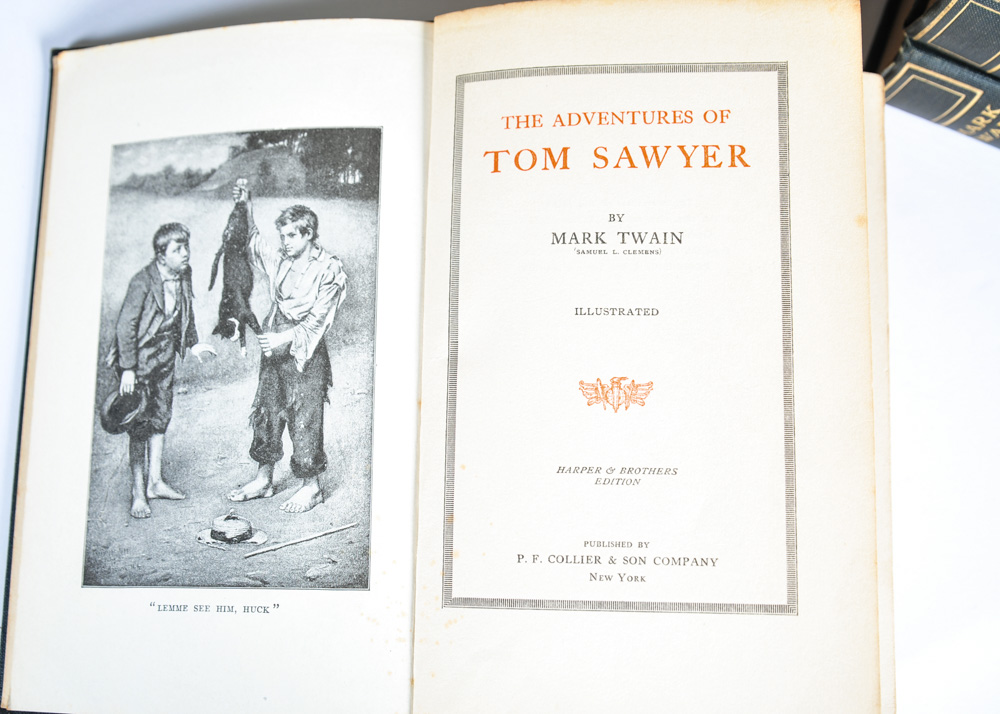 "LEMME SEE HIM, HUCK"
THE ADVENTURES OF
TOM SAWYER
BY
MARK TWAIN
(SAMUEL L. CLEMENS)
ILLUSTRATED
HARPER & BROTHERS
EDITION
PUBLISHED BY
P. F. COLLIER & SON COMPANY
NEW YORK